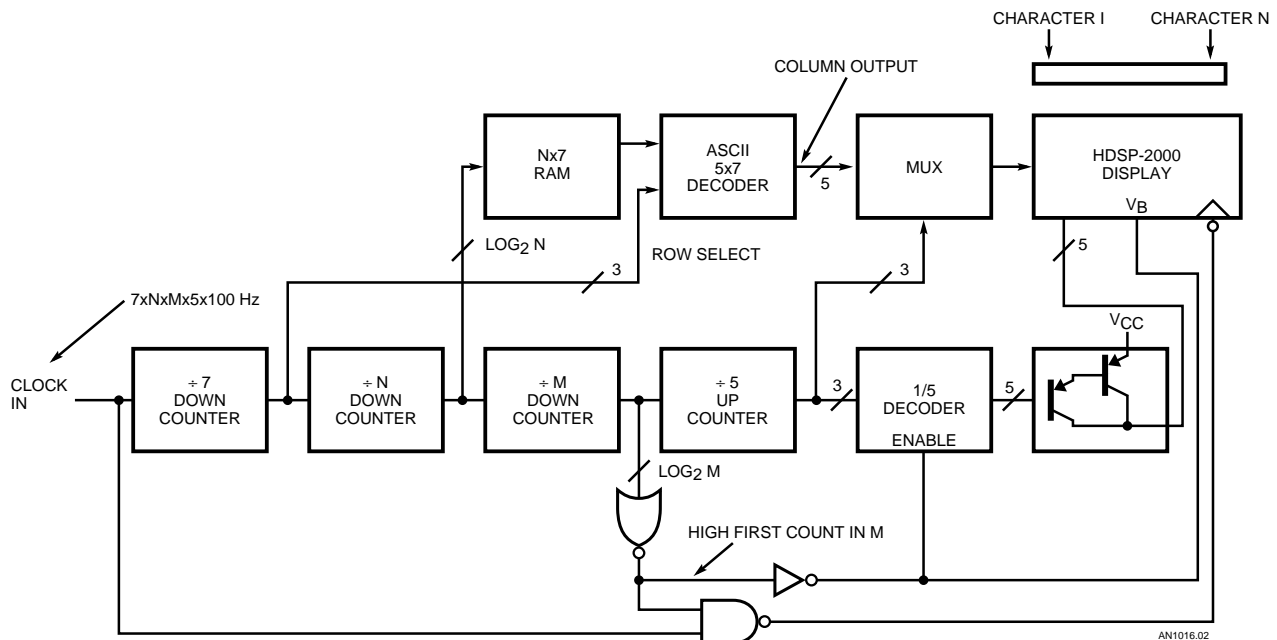 CHARACTER I
CHARACTER N
COLUMN OUTPUT
Nx7
RAM
ASCII
5x7
DECODER
5
MUX
HDSP-2000
DISPLAY
VB
LOG2 N
ROW SELECT
3
3
5
7xNxMx5x100 Hz
VCC
CLOCK
IN
÷ 7
DOWN
COUNTER
÷ N
DOWN
COUNTER
÷ M
DOWN
COUNTER
÷ 5
UP
COUNTER
3
1/5
DECODER
ENABLE
5
LOG2 M
HIGH FIRST COUNT IN M
AN1016.02